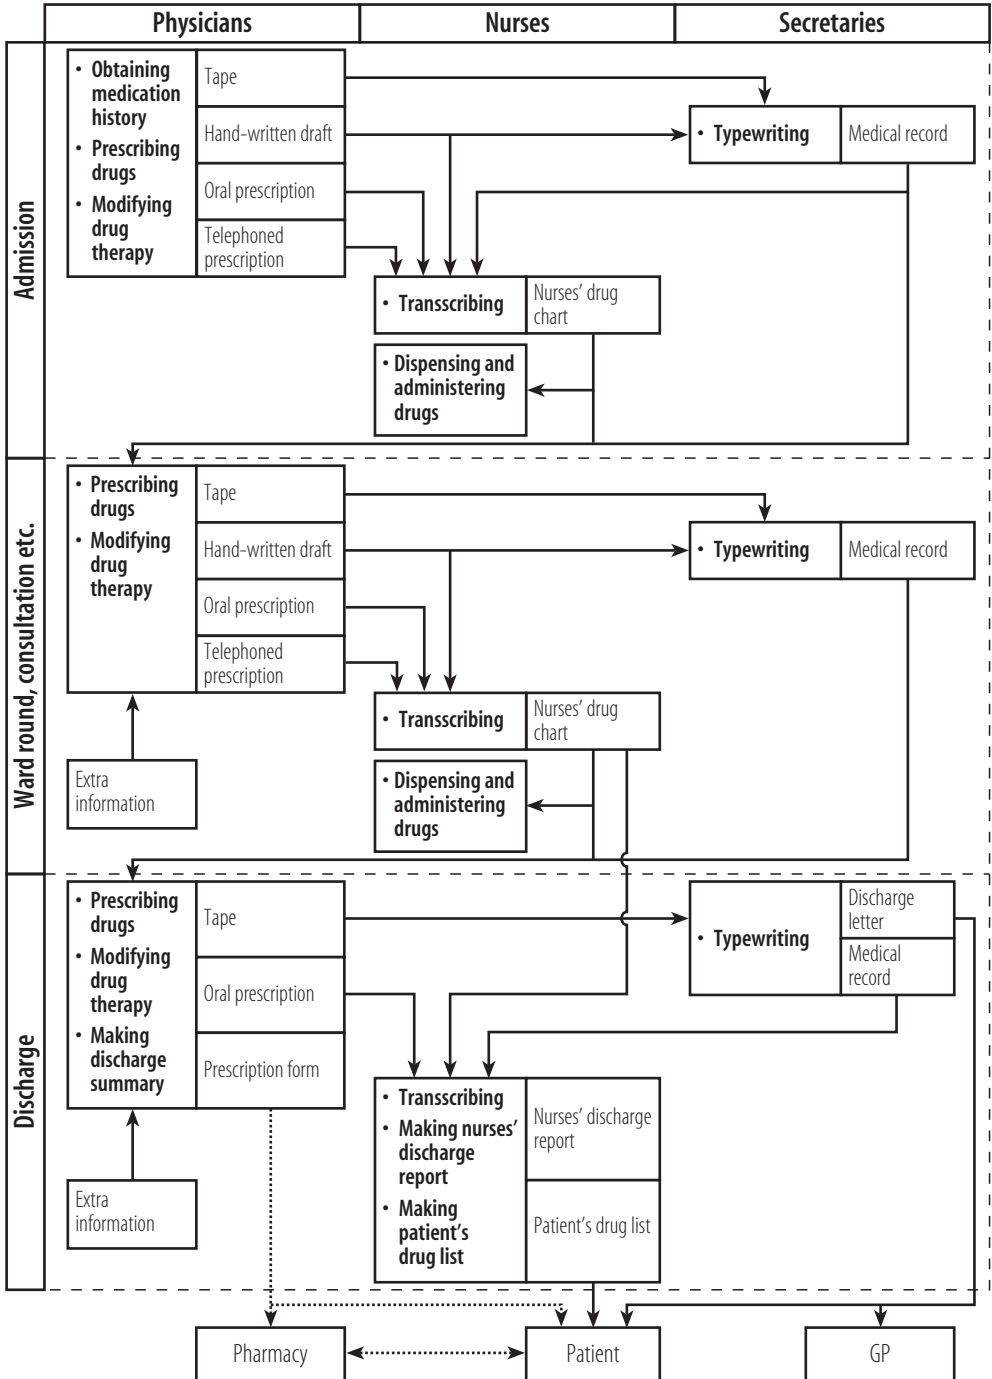 Physicians
Nurses
Secretaries
Admission
• Obtaining
medication
history
• Prescribing
drugs
• Modifying
drug
therapy
Tape
Hand-written draft
Oral prescription
Telephoned
prescription
• Typewriting
Medical record
• Transscribing
Nurses’ drug
chart
• Dispensing and
administering
drugs
Ward round, consultation etc.
• Prescribing
drugs
• Modifying
drug
therapy
Tape
Hand-written draft
Oral prescription
Telephoned
prescription
• Typewriting
Medical record
• Transscribing
Nurses’ drug
chart
Extra
information
• Dispensing and
administering
drugs
Discharge
• Prescribing
drugs
• Modifying
drug
therapy
• Making
discharge
summary
Tape
Oral prescription
Prescription form
• Typewriting
Discharge
letter
Medical
record
• Transscribing
• Making nurses’
discharge
report
• Making
patient’s
drug list
Nurses’ discharge
report
Patient’s drug list
Extra
information
Pharmacy
Patient
GP